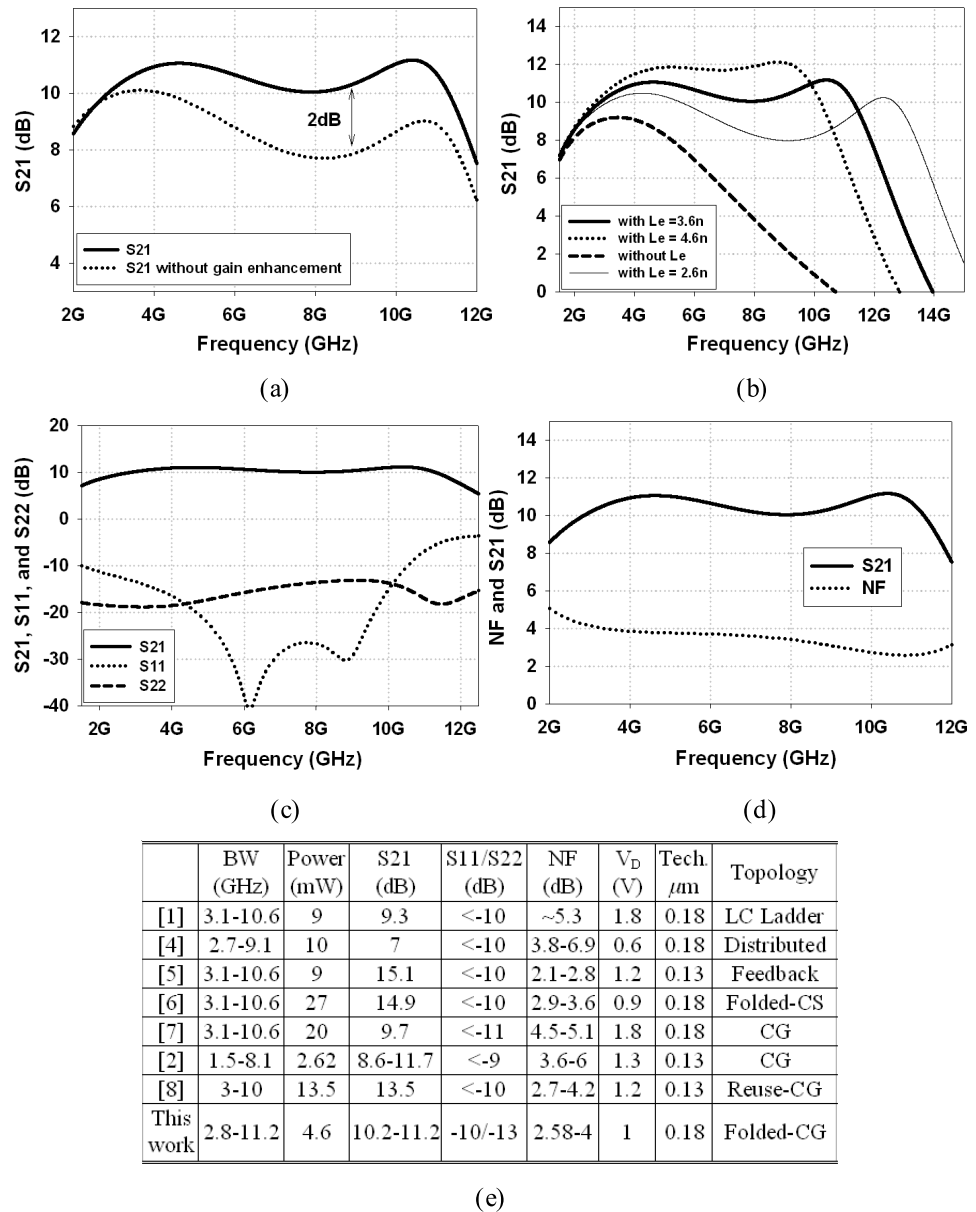 12
10
8
6
4
S21 (dB)
2dB
S21
S21 without gain enhancement
2G 4G 6G 8G 10G 12G
Frequency (GHz)
(a)
14
12
10
8
6
4
2
0
S21 (dB)
with Le =3.6n
with Le = 4.6n
without Le
with Le = 2.6n
2G 4G 6G 8G 10G 12G 14G
Frequency (GHz)
(b)
20
10
0
-10
-20
-30
-40
S21, S11, and S22 (dB)
S21
S11
S22
2G 4G 6G 8G 10G 12G
Frequency (GHz)
(c)
14
12
10
8
6
4
2
0
NF and S21 (dB)
S21
NF
2G 4G 6G 8G 10G 12G
Frequency (GHz)
(d)
BW (GHz) Power (mW) S21 (dB) S11/S22 (dB) NF (dB) V_D (V) Tech. μm Topology
[1] 3.1-10.6 9 9.3 <-10 ~5.3 1.8 0.18 LC Ladder
[4] 2.7-9.1 10 7 <-10 3.8-6.9 0.6 0.18 Distributed
[5] 3.1-10.6 9 15.1 <-10 2.1-2.8 1.2 0.13 Feedback
[6] 3.1-10.6 27 14.9 <-10 2.9-3.6 0.9 0.18 Folded-CS
[7] 3.1-10.6 20 9.7 <-11 4.5-5.1 1.8 0.18 CG
[2] 1.5-8.1 2.62 8.6-11.7 <-9 3.6-6 1.3 0.13 CG
[8] 3-10 13.5 13.5 <-10 2.7-4.2 1.2 0.13 Reuse-CG
This work 2.8-11.2 4.6 10.2-11.2 -10/-13 2.58-4 1 0.18 Folded-CG
(e)